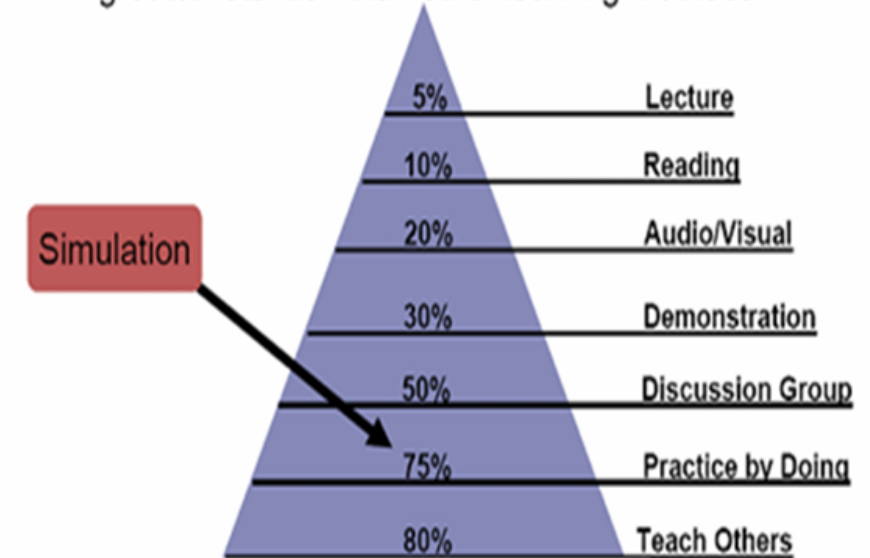 5% Lecture
10% Reading
20% Audio/Visual
Simulation
30% Demonstration
50% Discussion Group
75% Practice by Doing
80% Teach Others